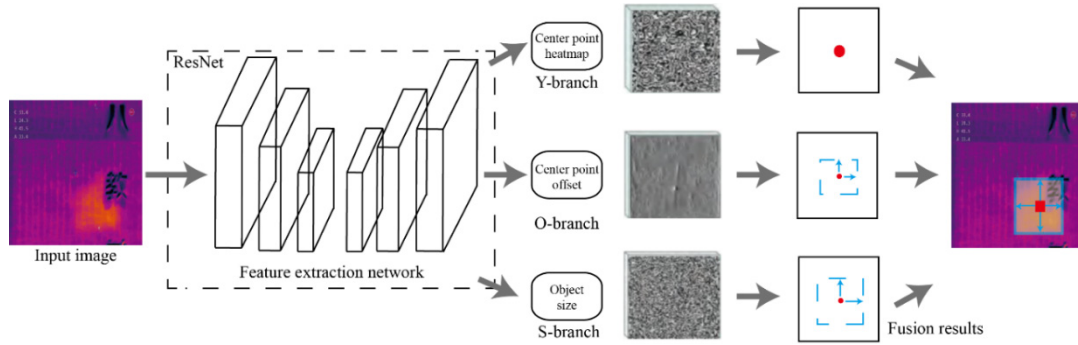 ResNet
Input image
Feature extraction network
Center point
heatmap
Y-branch
Center point
offset
O-branch
Object
size
S-branch
Fusion results
八